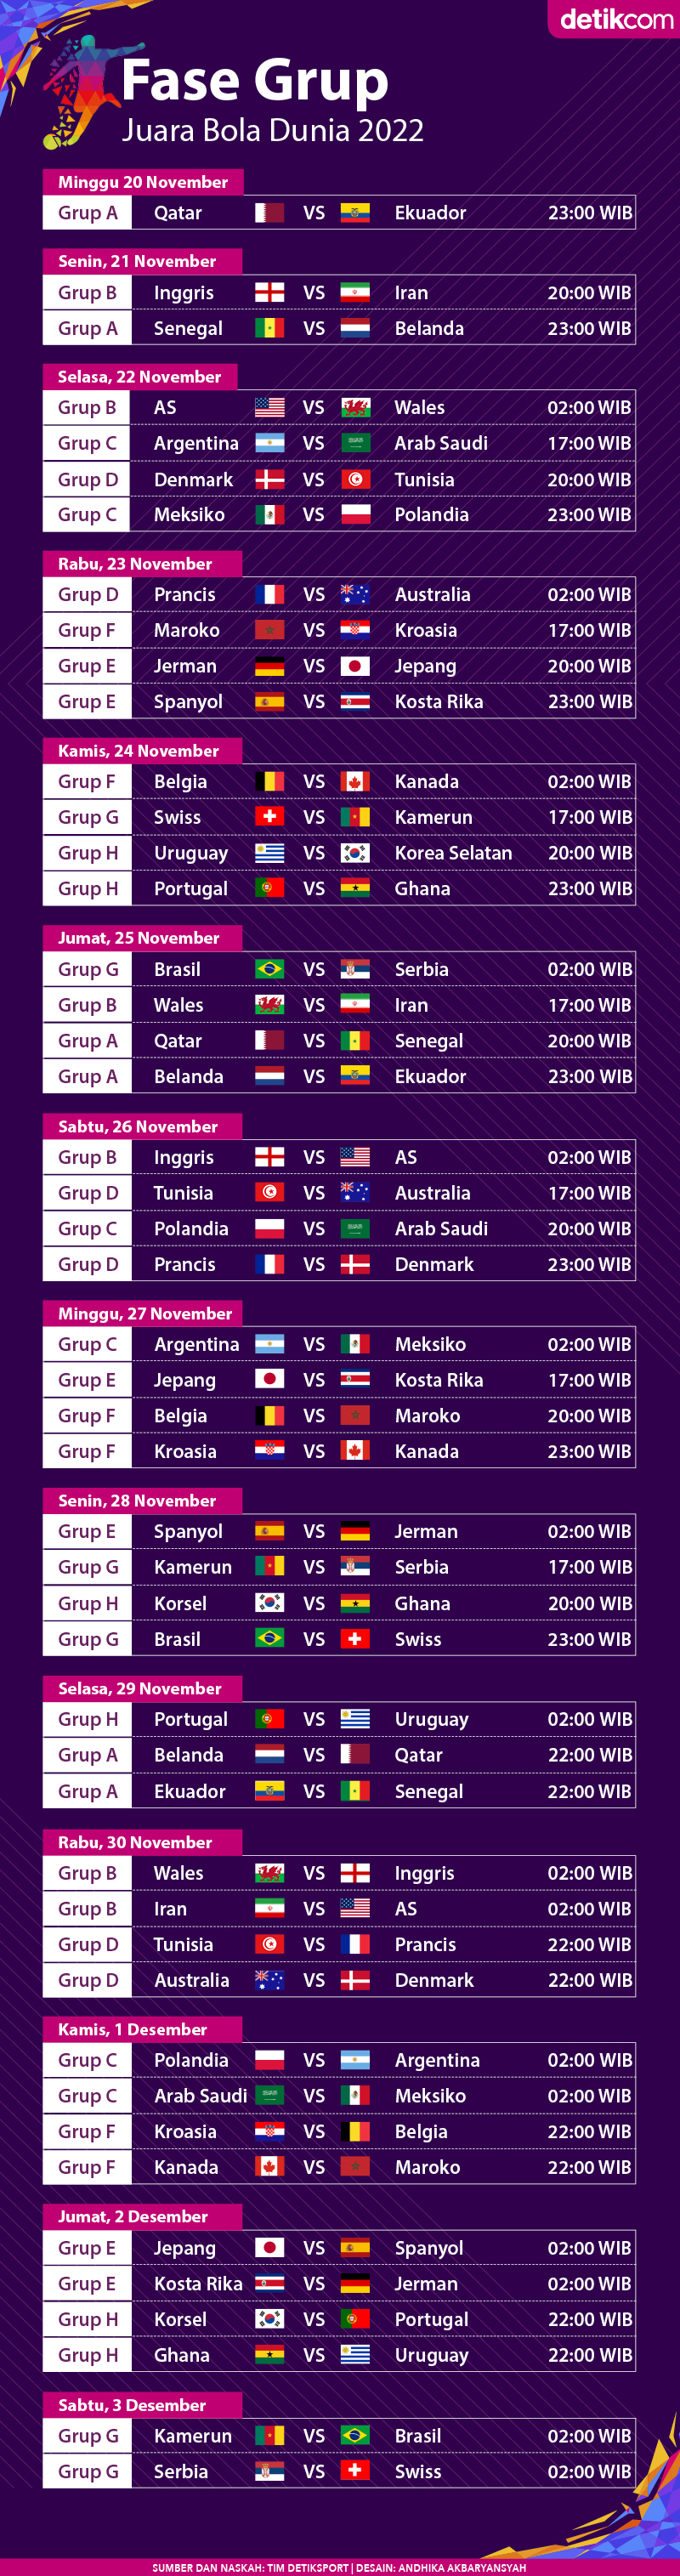 detikcom
Fase Grup
Juara Bola Dunia 2022
Minggu 20 November
Grup A Qatar VS Ekuador 23:00 WIB
Senin, 21 November
Grup B Inggris VS Iran 20:00 WIB
Grup A Senegal VS Belanda 23:00 WIB
Selasa, 22 November
Grup B AS VS Wales 02:00 WIB
Grup C Argentina VS Arab Saudi 17:00 WIB
Grup D Denmark VS Tunisia 20:00 WIB
Grup C Meksiko VS Polandia 23:00 WIB
Rabu, 23 November
Grup D Prancis VS Australia 02:00 WIB
Grup F Maroko VS Kroasia 17:00 WIB
Grup E Jerman VS Jepang 20:00 WIB
Grup E Spanyol VS Kosta Rika 23:00 WIB
Kamis, 24 November
Grup F Belgia VS Kanada 02:00 WIB
Grup G Swiss VS Kamerun 17:00 WIB
Grup H Uruguay VS Korea Selatan 20:00 WIB
Grup H Portugal VS Ghana 23:00 WIB
Jumat, 25 November
Grup G Brasil VS Serbia 02:00 WIB
Grup B Wales VS Iran 17:00 WIB
Grup A Qatar VS Senegal 20:00 WIB
Grup A Belanda VS Ekuador 23:00 WIB
Sabtu, 26 November
Grup B Inggris VS AS 02:00 WIB
Grup D Tunisia VS Australia 17:00 WIB
Grup C Polandia VS Arab Saudi 20:00 WIB
Grup D Prancis VS Denmark 23:00 WIB
Minggu, 27 November
Grup C Argentina VS Meksiko 02:00 WIB
Grup E Jepang VS Kosta Rika 17:00 WIB
Grup F Belgia VS Maroko 20:00 WIB
Grup F Kroasia VS Kanada 23:00 WIB
Senin, 28 November
Grup E Spanyol VS Jerman 02:00 WIB
Grup G Kamerun VS Serbia 17:00 WIB
Grup H Korsel VS Ghana 20:00 WIB
Grup G Brasil VS Swiss 23:00 WIB
Selasa, 29 November
Grup H Portugal VS Uruguay 02:00 WIB
Grup A Belanda VS Qatar 22:00 WIB
Grup A Ekuador VS Senegal 22:00 WIB
Rabu, 30 November
Grup B Wales VS Inggris 02:00 WIB
Grup B Iran VS AS 02:00 WIB
Grup D Tunisia VS Prancis 22:00 WIB
Grup D Australia VS Denmark 22:00 WIB
Kamis, 1 Desember
Grup C Polandia VS Argentina 02:00 WIB
Grup C Arab Saudi VS Meksiko 02:00 WIB
Grup F Kroasia VS Belgia 22:00 WIB
Grup F Kanada VS Maroko 22:00 WIB
Jumat, 2 Desember
Grup E Jepang VS Spanyol 02:00 WIB
Grup E Kosta Rika VS Jerman 02:00 WIB
Grup H Korsel VS Portugal 22:00 WIB
Grup H Ghana VS Uruguay 22:00 WIB
Sabtu, 3 Desember
Grup G Kamerun VS Brasil 02:00 WIB
Grup G Serbia VS Swiss 02:00 WIB
SUMBER DAN NASKAH: TIM DETIKSPORT | DESAIN: ANDHIKA AKBARYANSYAH